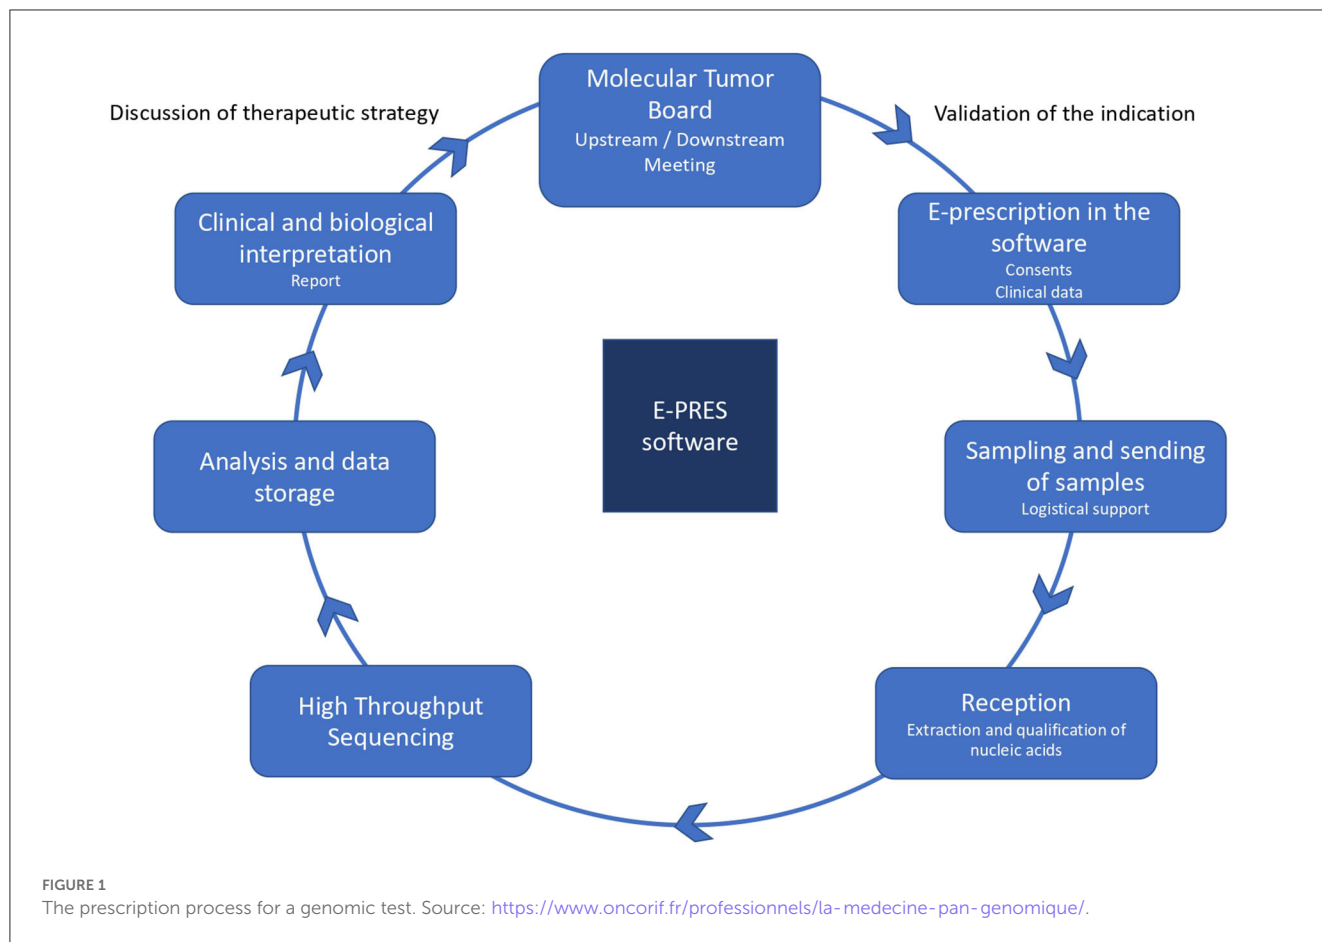 Discussion of therapeutic strategy
Molecular Tumor
Board
Upstream / Downstream
Meeting
Validation of the indication
E-prescription in the
software
Consents
Clinical data
Sampling and sending
of samples
Logistical support
Reception
Extraction and qualification of
nucleic acids
High Throughput
Sequencing
Analysis and data
storage
Clinical and biological
interpretation
Report
E-PRES
software
FIGURE 1
The prescription process for a genomic test. Source: https://www.oncorif.fr/professionnels/la-medecine-pan-genomique/.